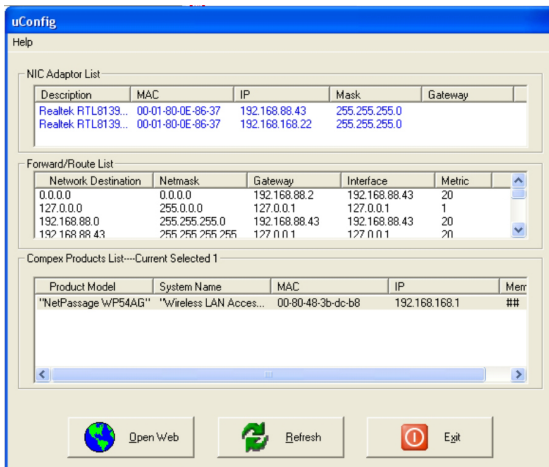 uConfig
Help
NIC Adaptor List
Description MAC IP Mask Gateway
Realtek RTL8139... 00-01-80-0E-86-37 192.168.88.43 255.255.255.0
Realtek RTL8139... 00-01-80-0E-86-37 192.168.168.22 255.255.255.0
Forward/Route List
Network Destination Netmask Gateway Interface Metric
0.0.0.0 0.0.0.0 192.168.88.2 192.168.88.43 20
127.0.0.0 255.0.0.0 127.0.0.1 127.0.0.1 1
192.168.88.0 255.255.255.0 192.168.88.43 192.168.88.43 20
192.168.88.43 255.255.255.255 127.0.0.1 127.0.0.1 20
Compex Products List----Current Selected 1
Product Model System Name MAC IP Mem
"NetPassage WP54AG" "Wireless LAN Acces... 00-80-48-3b-dc-b8 192.168.168.1 ##
Open Web Refresh Exit